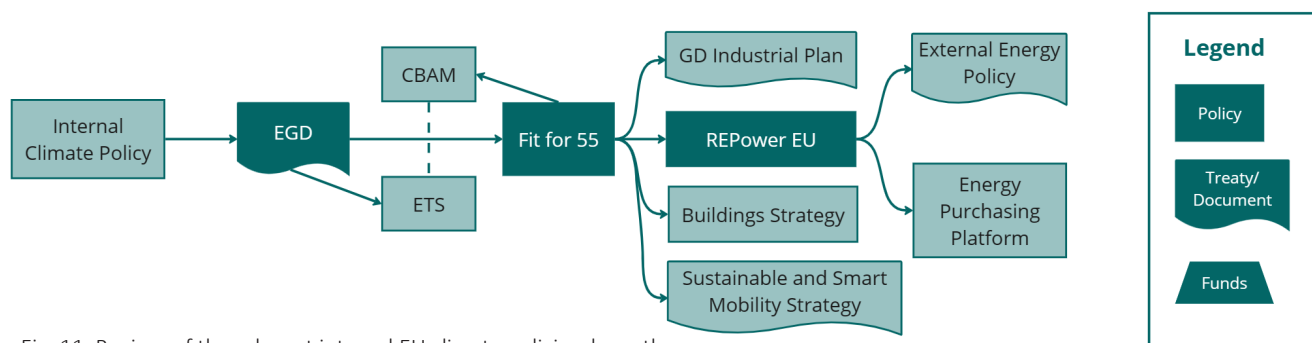 Internal
Climate Policy
EGD
CBAM
ETS
Fit for 55
GD Industrial Plan
REPower EU
Buildings Strategy
Sustainable and Smart
Mobility Strategy
External Energy
Policy
Energy
Purchasing
Platform
Legend
Policy
Treaty/
Document
Funds